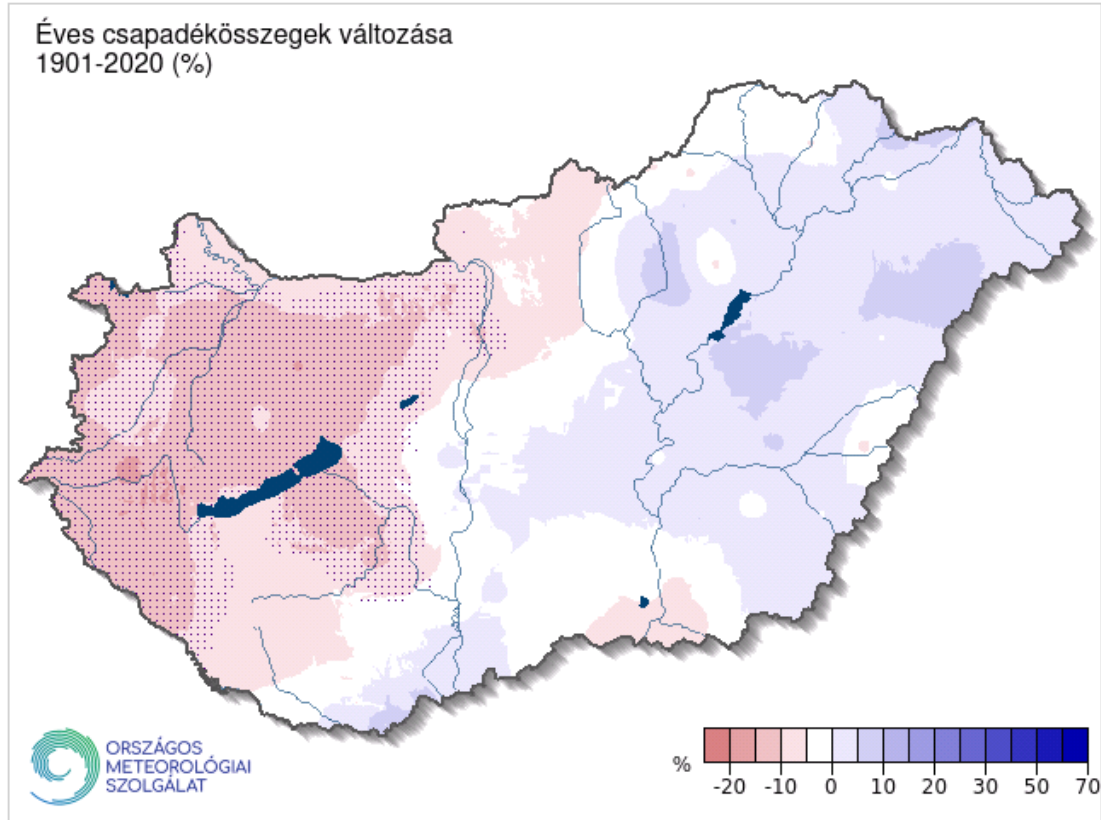 Éves csapadékösszegek változása
1901-2020 (%)
ORSZÁGOS
METEOROLÓGIAI
SZOLGÁLAT
%
-20 -10 0 10 20 30 50 70